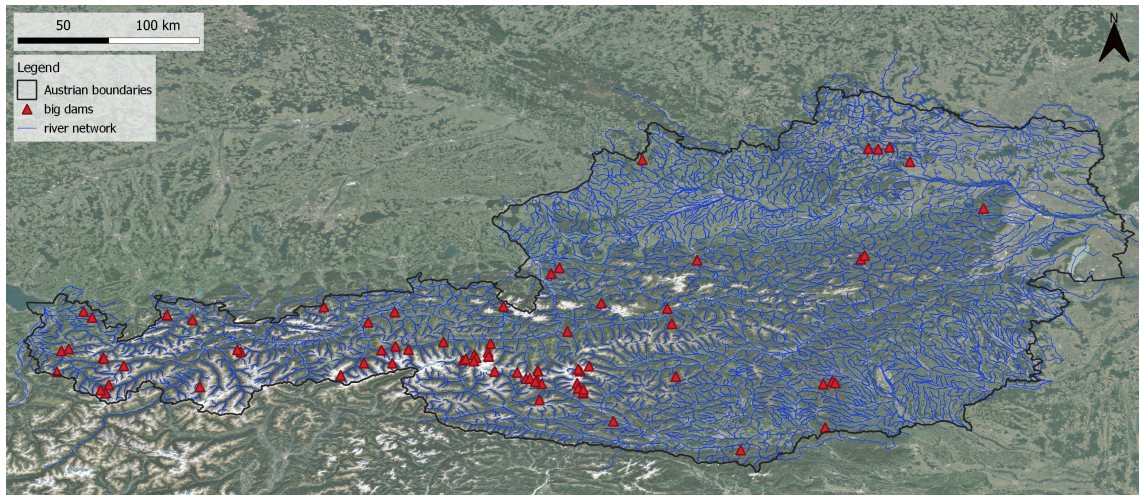 50 100 km
Legend
Austrian boundaries
big dams
river network
N